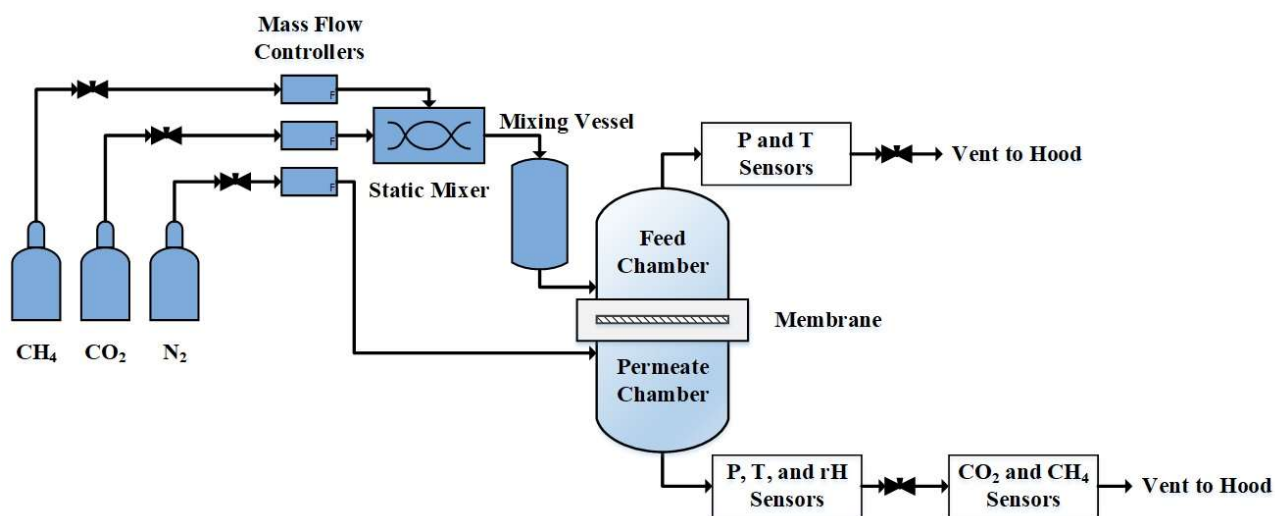 Mass Flow
Controllers
F
F
F
Static Mixer
Mixing Vessel
CH₄
CO₂
N₂
P and T
Sensors
Vent to Hood
Feed
Chamber
Membrane
Permeate
Chamber
P, T, and rH
Sensors
CO₂ and CH₄
Sensors
Vent to Hood